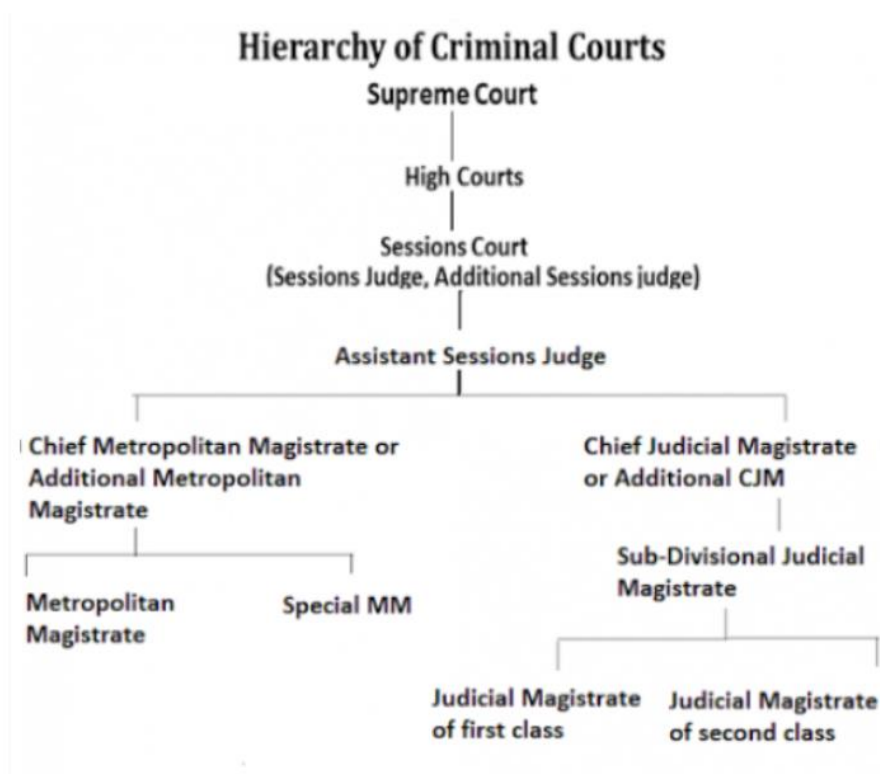 Hierarchy of Criminal Courts
Supreme Court
High Courts
Sessions Court
(Sessions Judge, Additional Sessions judge)
Assistant Sessions Judge
Chief Metropolitan Magistrate or
Additional Metropolitan
Magistrate
Chief Judicial Magistrate
or Additional CJM
Sub-Divisional Judicial
Magistrate
Metropolitan
Magistrate
Special MM
Judicial Magistrate
of first class
Judicial Magistrate
of second class